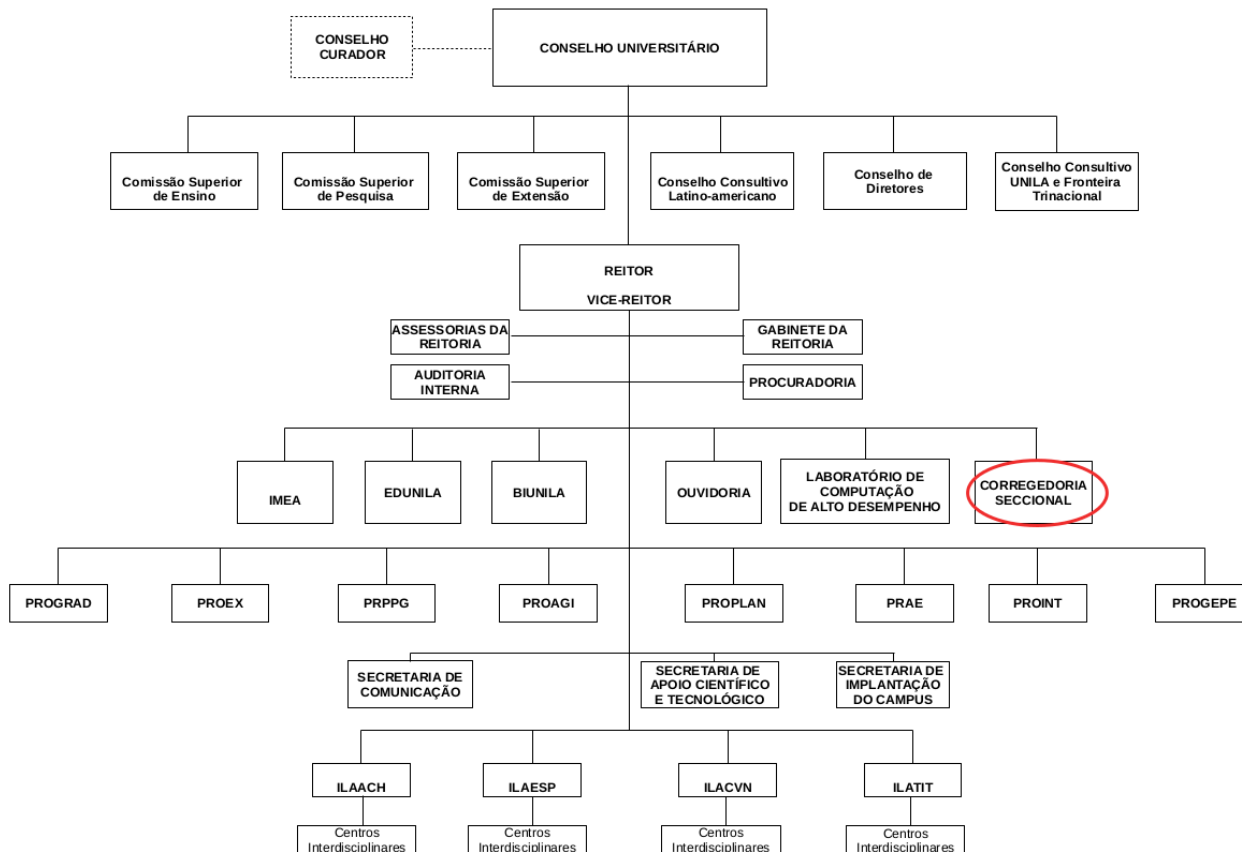 CONSELHO
CURADOR
CONSELHO UNIVERSITÁRIO
Comissão Superior
de Ensino
Comissão Superior
de Pesquisa
Comissão Superior
de Extensão
Conselho Consultivo
Latino-americano
Conselho de
Diretores
Conselho Consultivo
UNILA e Fronteira
Trinacional
REITOR
VICE-REITOR
ASSESSORIAS DA
REITORIA
GABINETE DA
REITORIA
AUDITORIA
INTERNA
PROCURADORIA
IMEA
EDUNILA
BIUNILA
OUVIDORIA
LABORATÓRIO DE
COMPUTAÇÃO
DE ALTO DESEMPENHO
CORREGEDORIA
SECCIONAL
PROGRAD
PROEX
PRPPG
PROAGI
PROPLAN
PRAE
PROINT
PROGEPE
SECRETARIA DE
COMUNICAÇÃO
SECRETARIA DE
APOIO CIENTÍFICO
E TECNOLÓGICO
SECRETARIA DE
IMPLANTAÇÃO
DO CAMPUS
ILAACH
ILAESP
ILACVN
ILATIT
Centros
Interdisciplinares
Centros
Interdisciplinares
Centros
Interdisciplinares
Centros
Interdisciplinares